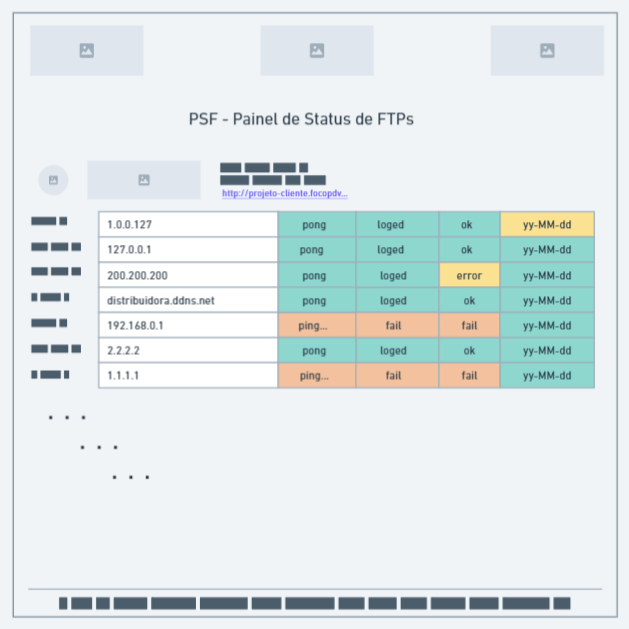 PSF - Painel de Status de FTPs
http://projeto-cliente.focopdv...
1.0.0.127 pong loged ok yy-MM-dd
127.0.0.1 pong loged ok yy-MM-dd
200.200.200 pong loged error yy-MM-dd
distribuidora.ddns.net pong loged ok yy-MM-dd
192.168.0.1 ping... fail fail yy-MM-dd
2.2.2.2 pong loged ok yy-MM-dd
1.1.1.1 ping... fail fail yy-MM-dd
. . .
. . .
. . .